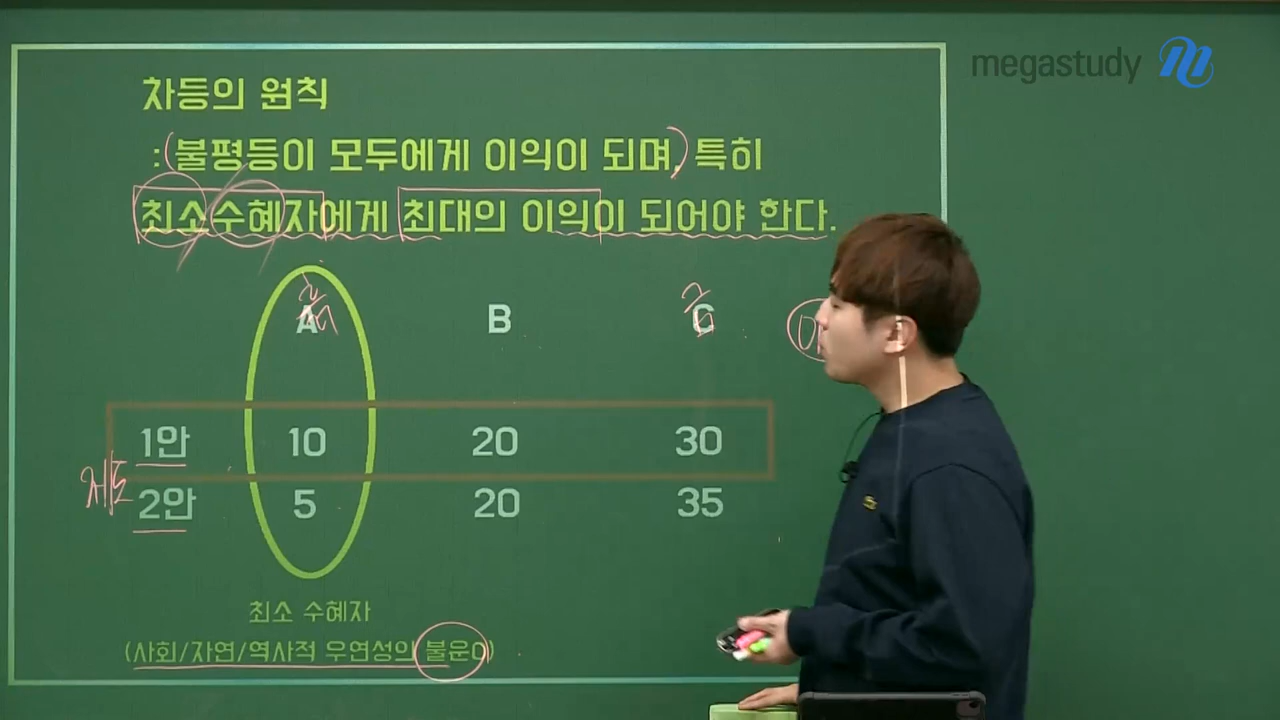 megastudy
차등의 원칙
: 불평등이 모두에게 이익이 되며, 특히
최소수혜자에게 최대의 이익이 되어야 한다.
A B C
1안 10 20 30
제도
2안 5 20 35
최소 수혜자
(사회/자연/역사적 우연성의 불운O)